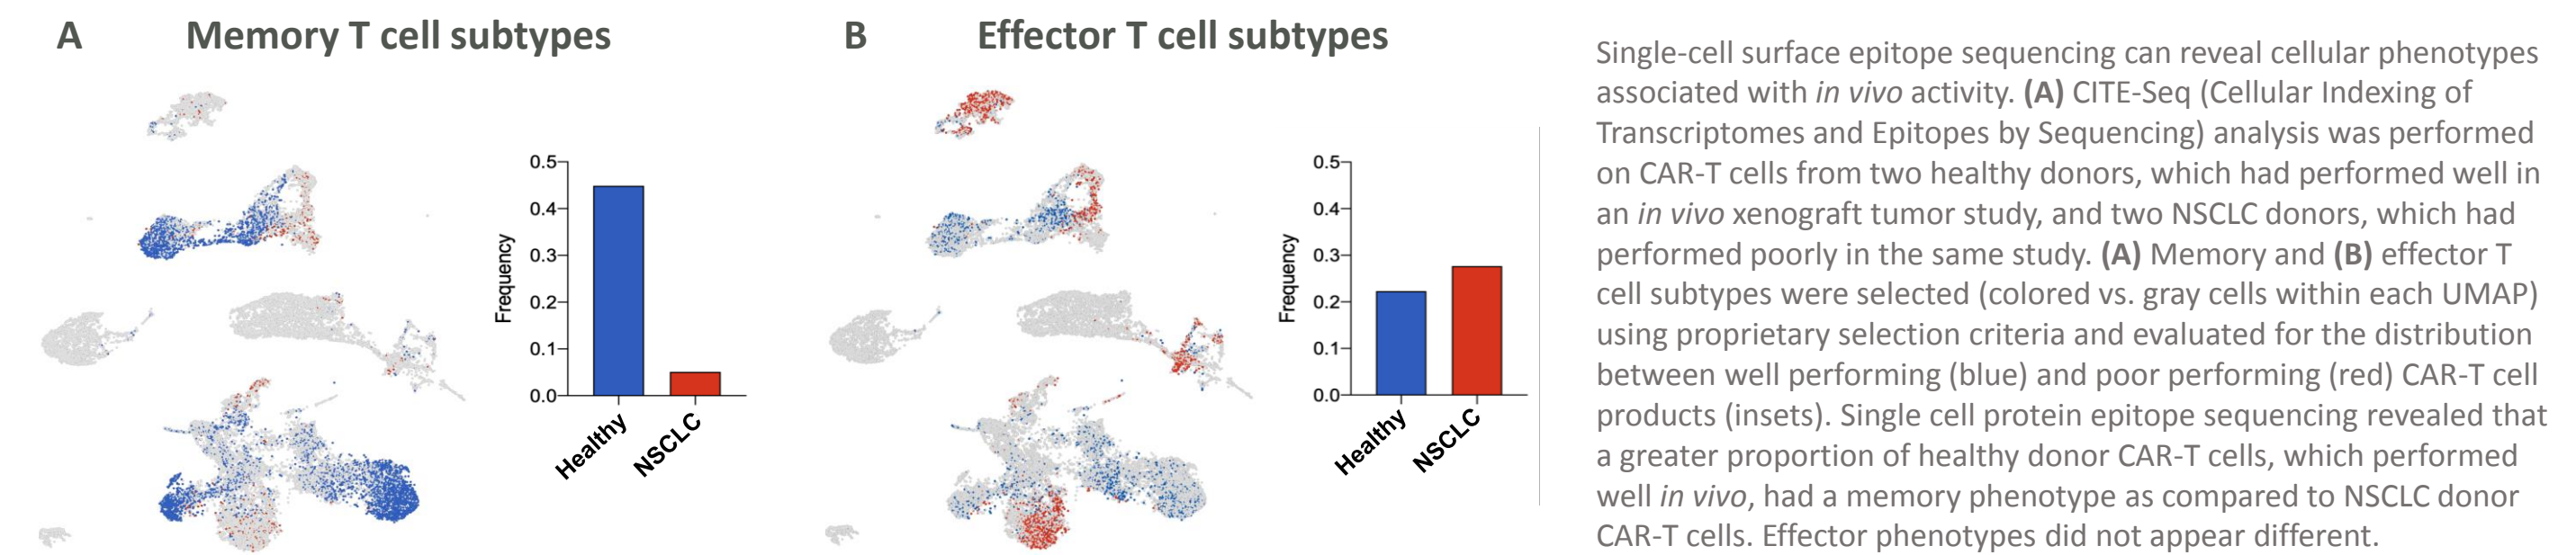 A Memory T cell subtypes
0.5
0.4
0.3
0.2
0.1
0.0
Frequency
Healthy
NSCLC
B Effector T cell subtypes
0.5
0.4
0.3
0.2
0.1
0.0
Frequency
Healthy
NSCLC
Single-cell surface epitope sequencing can reveal cellular phenotypes
associated with in vivo activity. (A) CITE-Seq (Cellular Indexing of
Transcriptomes and Epitopes by Sequencing) analysis was performed
on CAR-T cells from two healthy donors, which had performed well in
an in vivo xenograft tumor study, and two NSCLC donors, which had
performed poorly in the same study. (A) Memory and (B) effector T
cell subtypes were selected (colored vs. gray cells within each UMAP)
using proprietary selection criteria and evaluated for the distribution
between well performing (blue) and poor performing (red) CAR-T cell
products (insets). Single cell protein epitope sequencing revealed that
a greater proportion of healthy donor CAR-T cells, which performed
well in vivo, had a memory phenotype as compared to NSCLC donor
CAR-T cells. Effector phenotypes did not appear different.